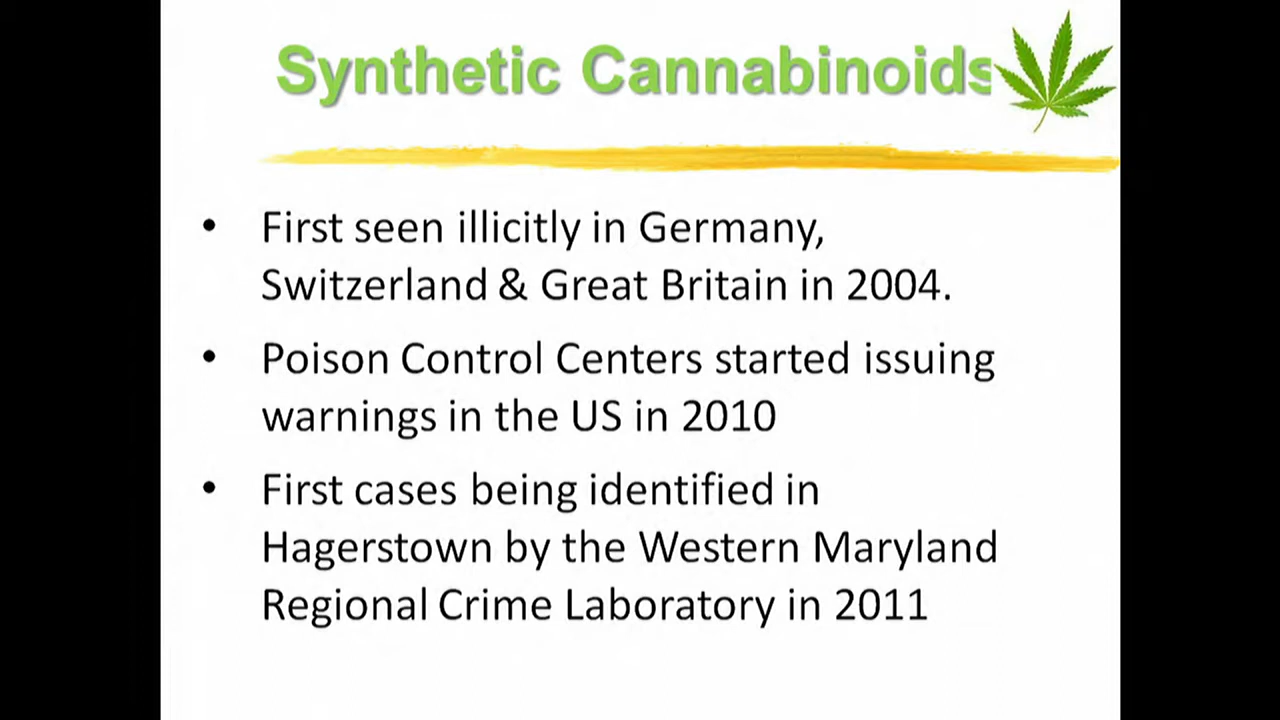 Synthetic Cannabinoids
• First seen illicitly in Germany,
Switzerland & Great Britain in 2004.
• Poison Control Centers started issuing
warnings in the US in 2010
• First cases being identified in
Hagerstown by the Western Maryland
Regional Crime Laboratory in 2011